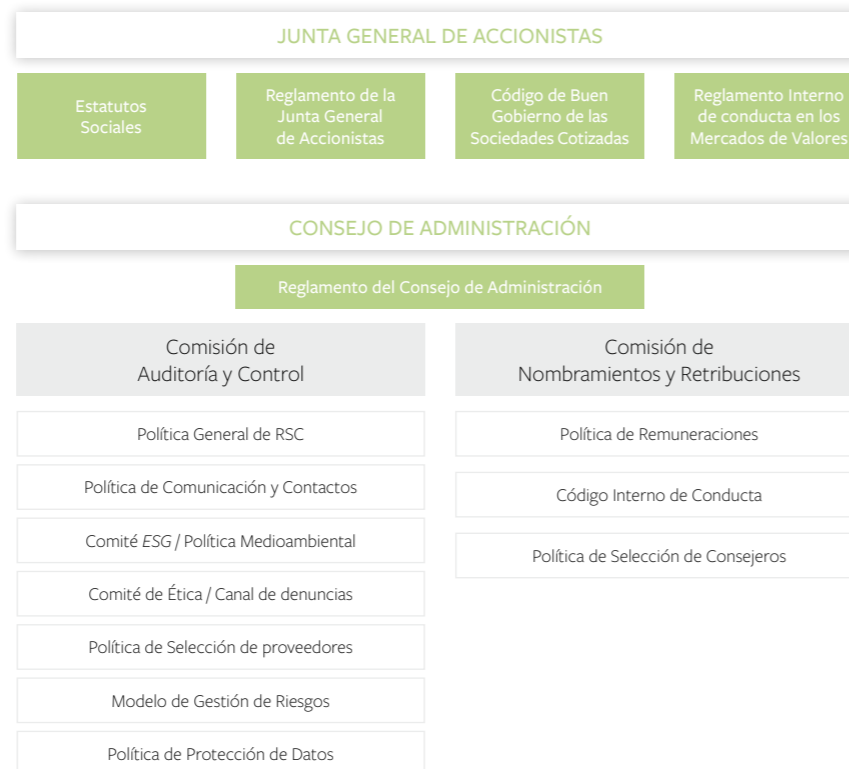 JUNTA GENERAL DE ACCIONISTAS
Estatutos
Sociales
Reglamento de la
Junta General
de Accionistas
Código de Buen
Gobierno de las
Sociedades Cotizadas
Reglamento Interno
de conducta en los
Mercados de Valores
CONSEJO DE ADMINISTRACIÓN
Reglamento del Consejo de Administración
Comisión de
Auditoría y Control
Política General de RSC
Política de Comunicación y Contactos
Comité ESG / Política Medioambiental
Comité de Ética / Canal de denuncias
Política de Selección de proveedores
Modelo de Gestión de Riesgos
Política de Protección de Datos
Comisión de
Nombramientos y Retribuciones
Política de Remuneraciones
Código Interno de Conducta
Política de Selección de Consejeros